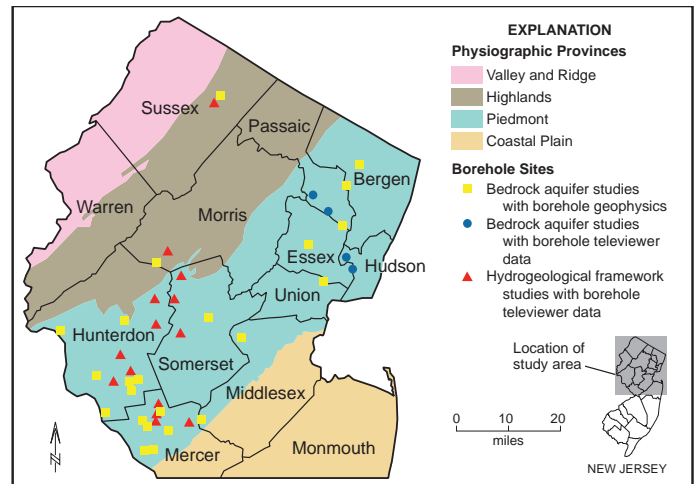 EXPLANATION
Physiographic Provinces
Valley and Ridge
Highlands
Piedmont
Coastal Plain
Borehole Sites
Bedrock aquifer studies
with borehole geophysics
Bedrock aquifer studies
with borehole televiewer
data
Hydrogeological framework
studies with borehole
televiewer data
Location of
study area
0 10 20
miles
NEW JERSEY
Sussex
Passaic
Bergen
Warren
Morris
Essex
Hudson
Union
Hunterdon
Somerset
Middlesex
Mercer
Monmouth
N